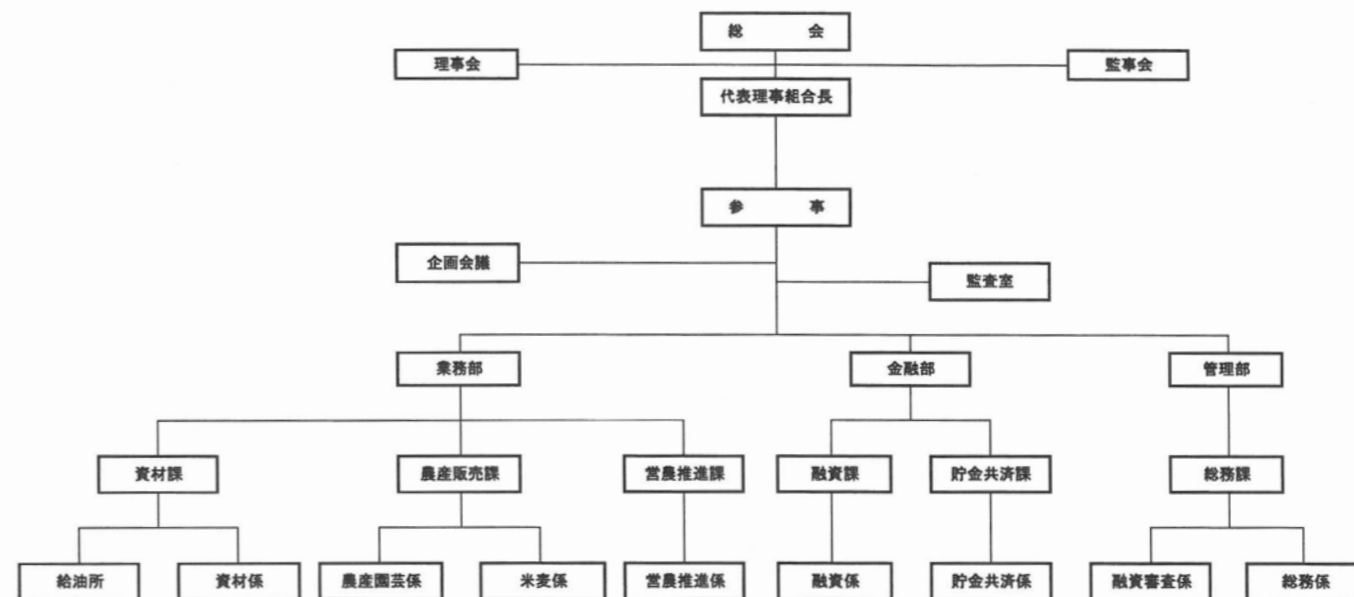 総　　会
理事会
監事会
代表理事組合長
参　　事
企画会議
監査室
業務部
金融部
管理部
資材課
農産販売課
営農推進課
融資課
貯金共済課
総務課
給油所
資材係
農産園芸係
米麦係
営農推進係
融資係
貯金共済係
融資審査係
総務係